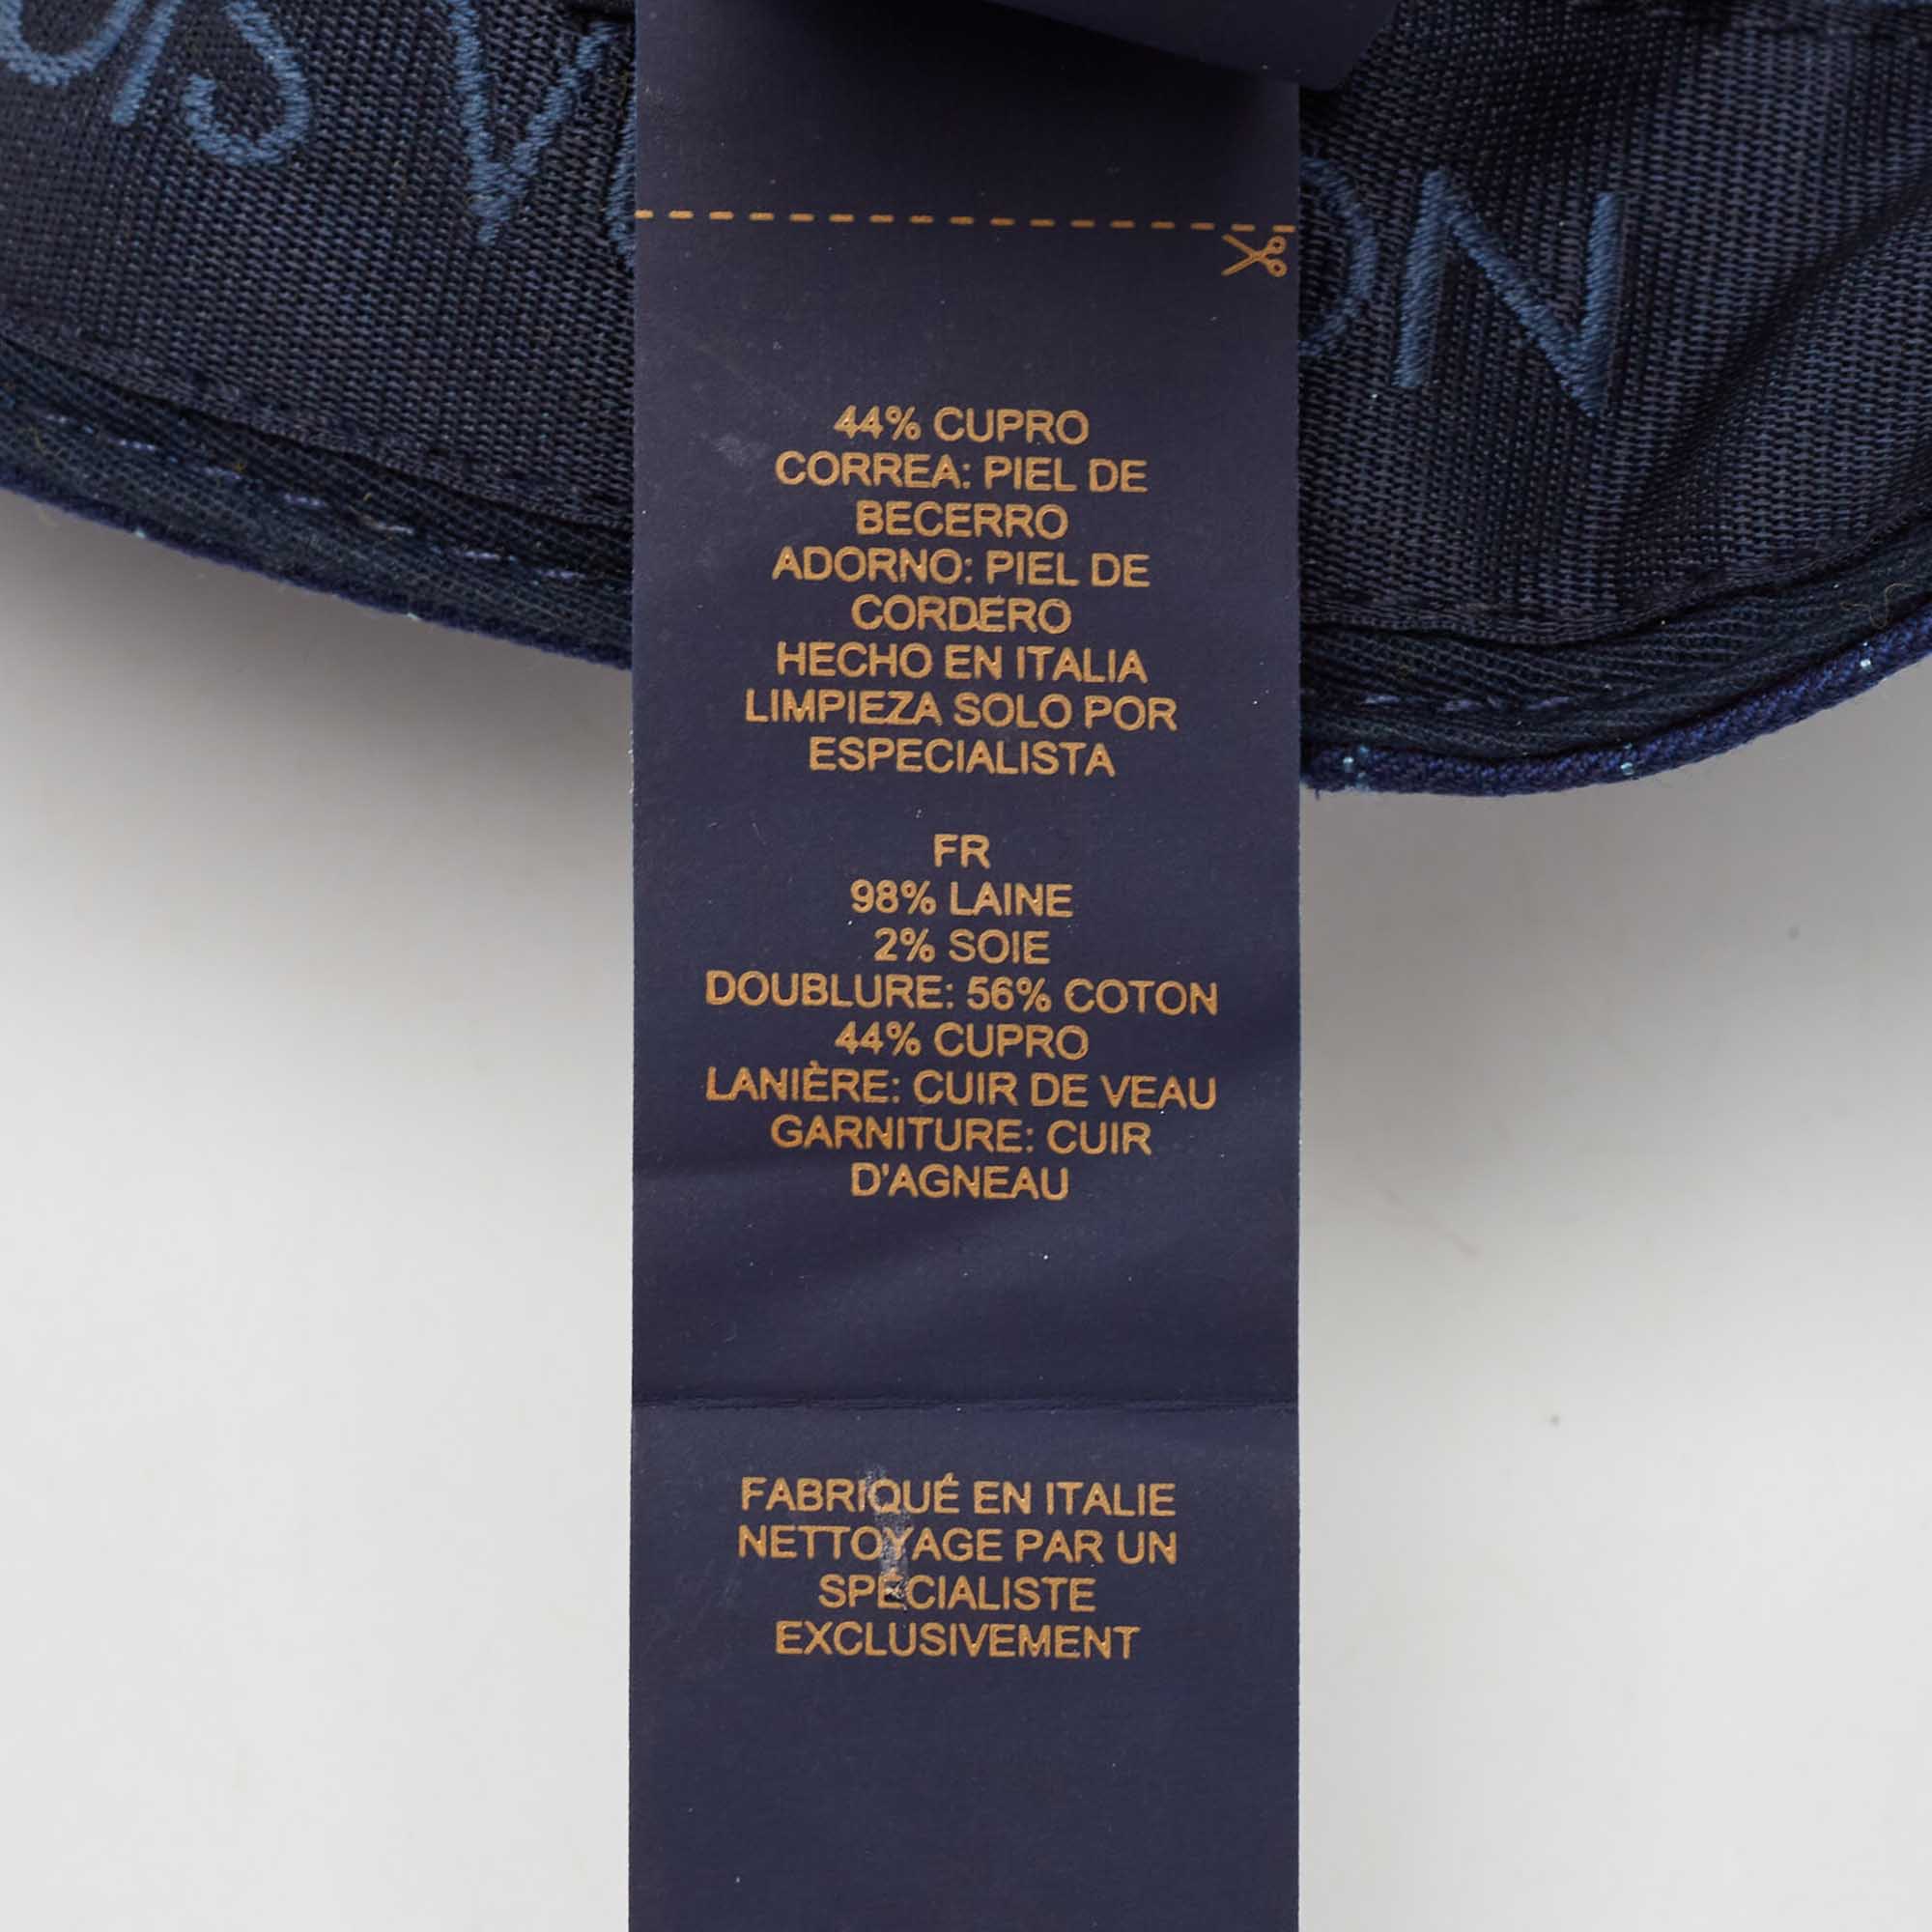 44% CUPRO
CORREA: PIEL DE
BECERRO
ADORNO: PIEL DE
CORDERO
HECHO EN ITALIA
LIMPIEZA SOLO POR
ESPECIALISTA
FR
98% LAINE
2% SOIE
DOUBLURE: 56% COTON
44% CUPRO
LANIÈRE: CUIR DE VEAU
GARNITURE: CUIR
D'AGNEAU
FABRIQUÉ EN ITALIE
NETTOYAGE PAR UN
SPÉCIALISTE
EXCLUSIVEMENT